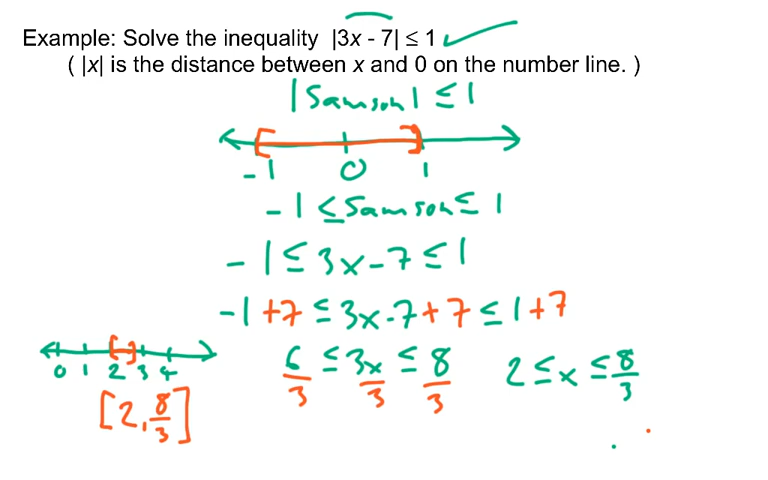 Example: Solve the inequality |3x - 7| ≤ 1
( |x| is the distance between x and 0 on the number line. )
|Samson| ≤ 1
-1 0 1
-1 ≤ Samson ≤ 1
-1 ≤ 3x-7 ≤ 1
-1+7 ≤ 3x-7+7 ≤ 1+7
0 1 2 3 4
6/3 ≤ 3x/3 ≤ 8/3 2 ≤ x ≤ 8/3
[2, 8/3]